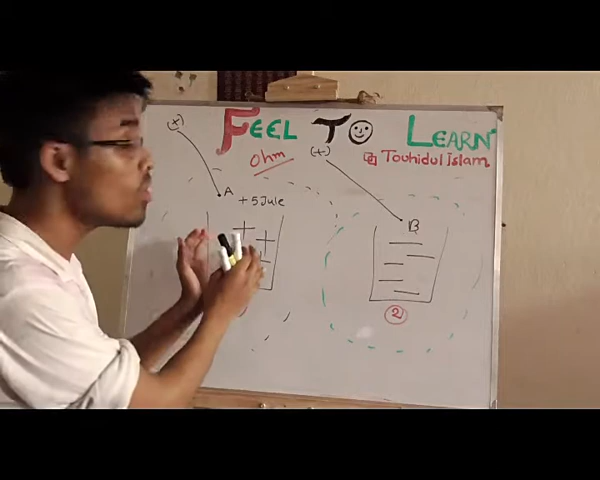 FEEL TO LEARN
Ohm
Touhidul Islam
(+)
(+)
A
+5Jule
B
2